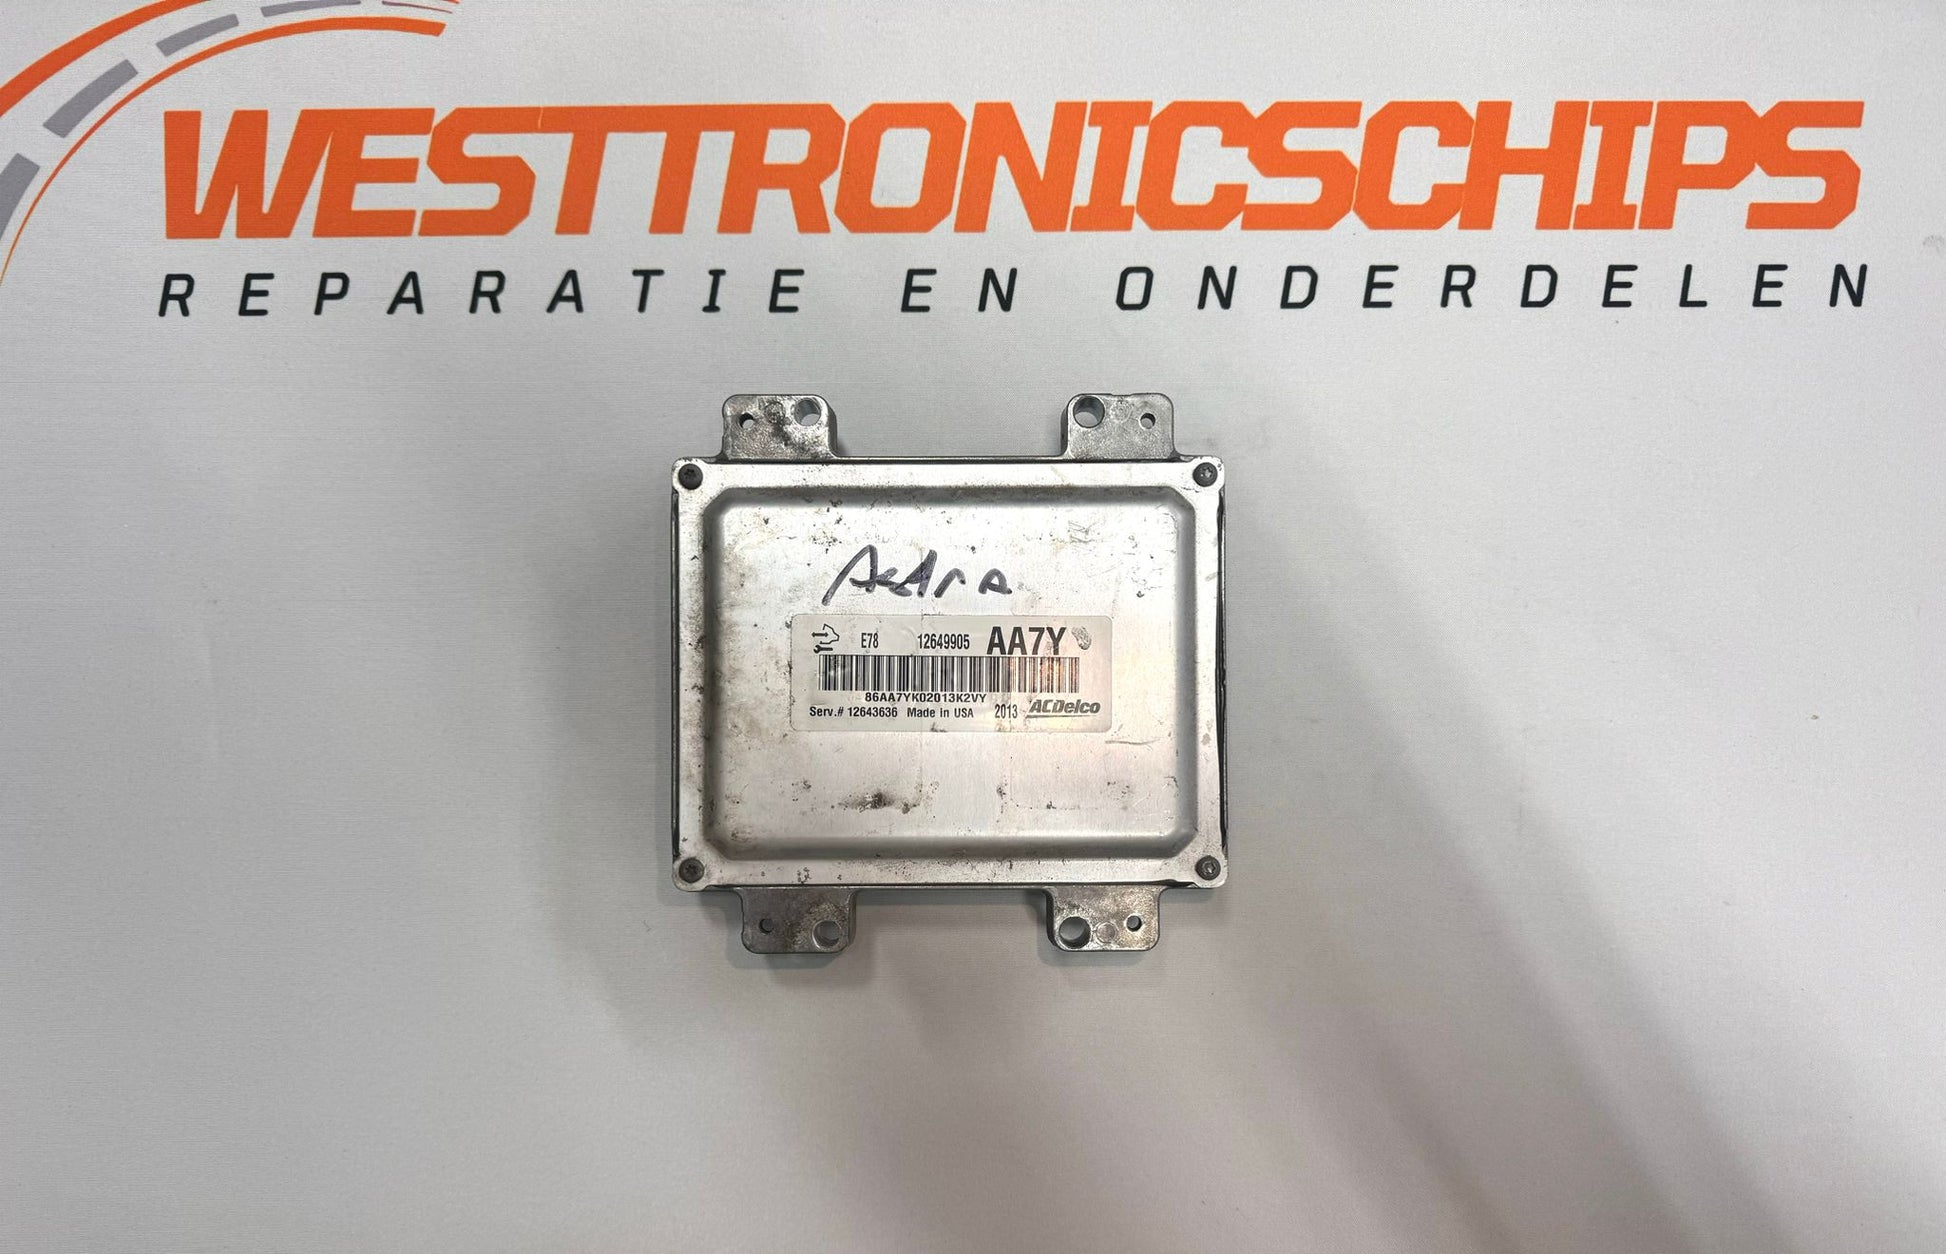 WESTTRONICSCHIPS
REPARATIE EN ONDERDELEN
Astra
E78 12649905 AA7Y
86AA7YK02013K2VY
Serv.# 12643636 Made in USA 2013 ACDelco